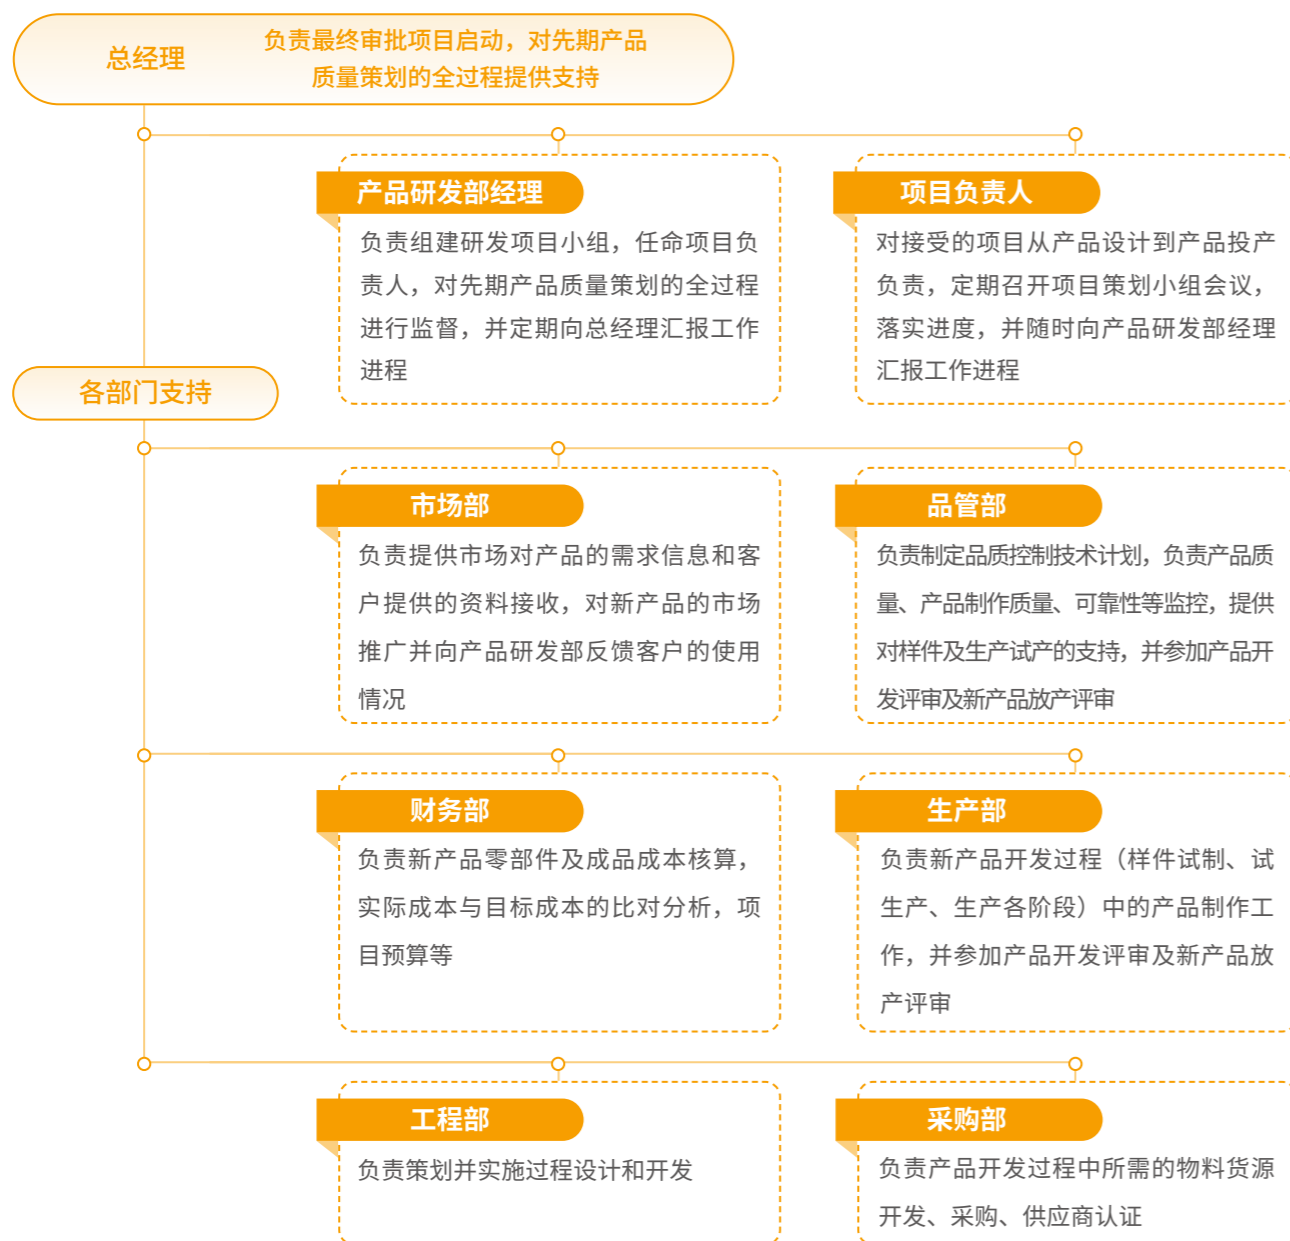 总经理
负责最终审批项目启动，对先期产品
质量策划的全过程提供支持
产品研发部经理
负责组建研发项目小组，任命项目负
责人，对先期产品质量策划的全过程
进行监督，并定期向总经理汇报工作
进程
项目负责人
对接受的项目从产品设计到产品投产
负责，定期召开项目策划小组会议，
落实进度，并随时向产品研发部经理
汇报工作进程
各部门支持
市场部
负责提供市场对产品的需求信息和客
户提供的资料接收，对新产品的市场
推广并向产品研发部反馈客户的使用
情况
品管部
负责制定品质控制技术计划，负责产品质
量、产品制作质量、可靠性等监控，提供
对样件及生产试产的支持，并参加产品开
发评审及新产品放产评审
财务部
负责新产品零部件及成品成本核算，
实际成本与目标成本的比对分析，项
目预算等
生产部
负责新产品开发过程（样件试制、试
生产、生产各阶段）中的产品制作工
作，并参加产品开发评审及新产品放
产评审
工程部
负责策划并实施过程设计和开发
采购部
负责产品开发过程中所需的物料货源
开发、采购、供应商认证